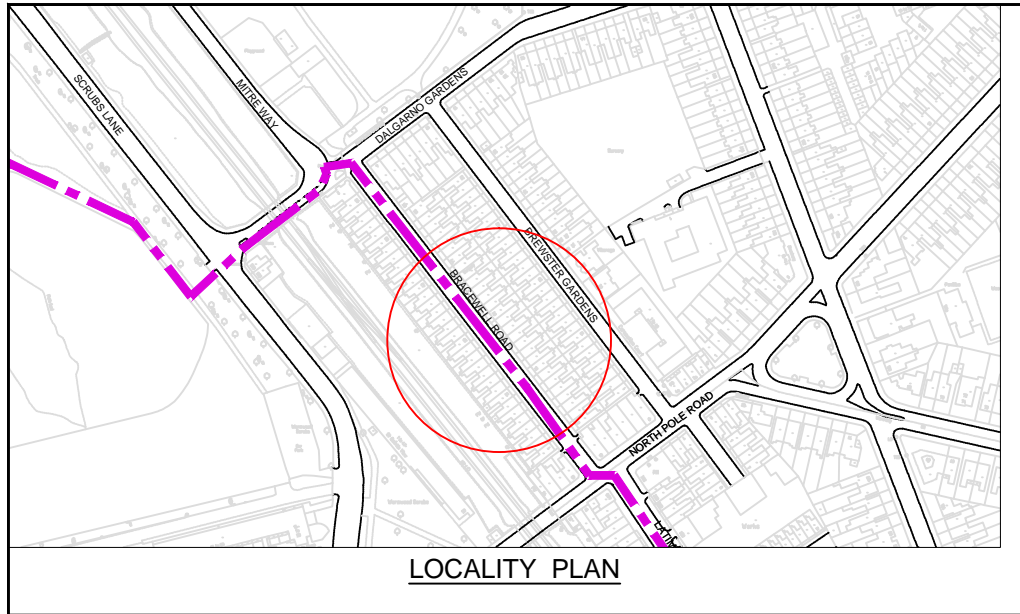 SCRUBS LANE
MITRE WAY
DALGARNO GARDENS
BREWSTER GARDENS
BRACEWELL ROAD
NORTH POLE ROAD
LOCALITY PLAN